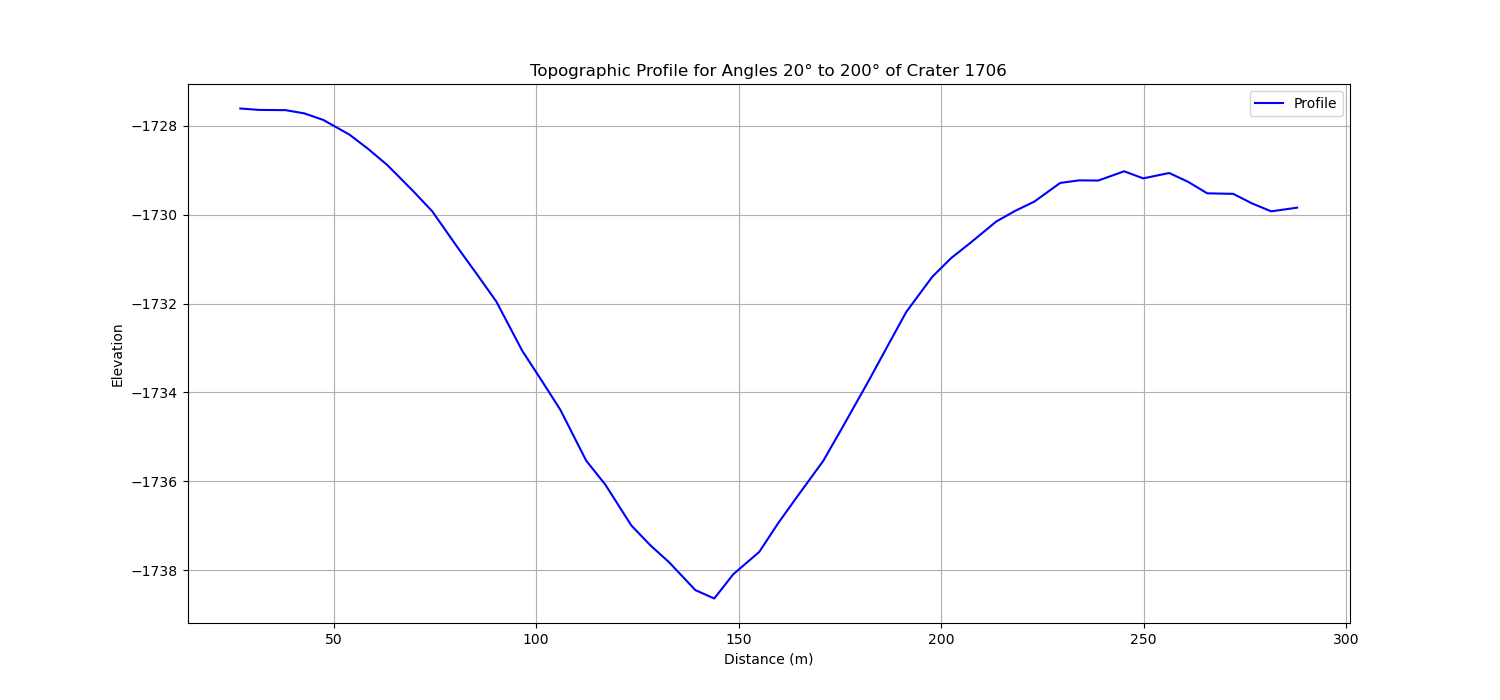 Topographic Profile for Angles 20° to 200° of Crater 1706
Profile
−1728
−1730
−1732
−1734
−1736
−1738
Elevation
50 100 150 200 250 300
Distance (m)